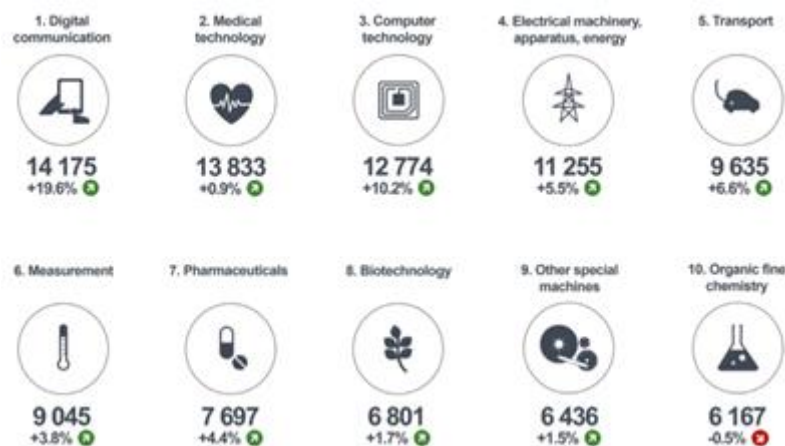 1. Digital
communication
2. Medical
technology
3. Computer
technology
4. Electrical machinery,
apparatus, energy
5. Transport
14 175
+19.6%
13 833
+0.9%
12 774
+10.2%
11 255
+5.5%
9 635
+6.6%
6. Measurement
7. Pharmaceuticals
8. Biotechnology
9. Other special
machines
10. Organic fine
chemistry
9 045
+3.8%
7 697
+4.4%
6 801
+1.7%
6 436
+1.5%
6 167
-0.5%